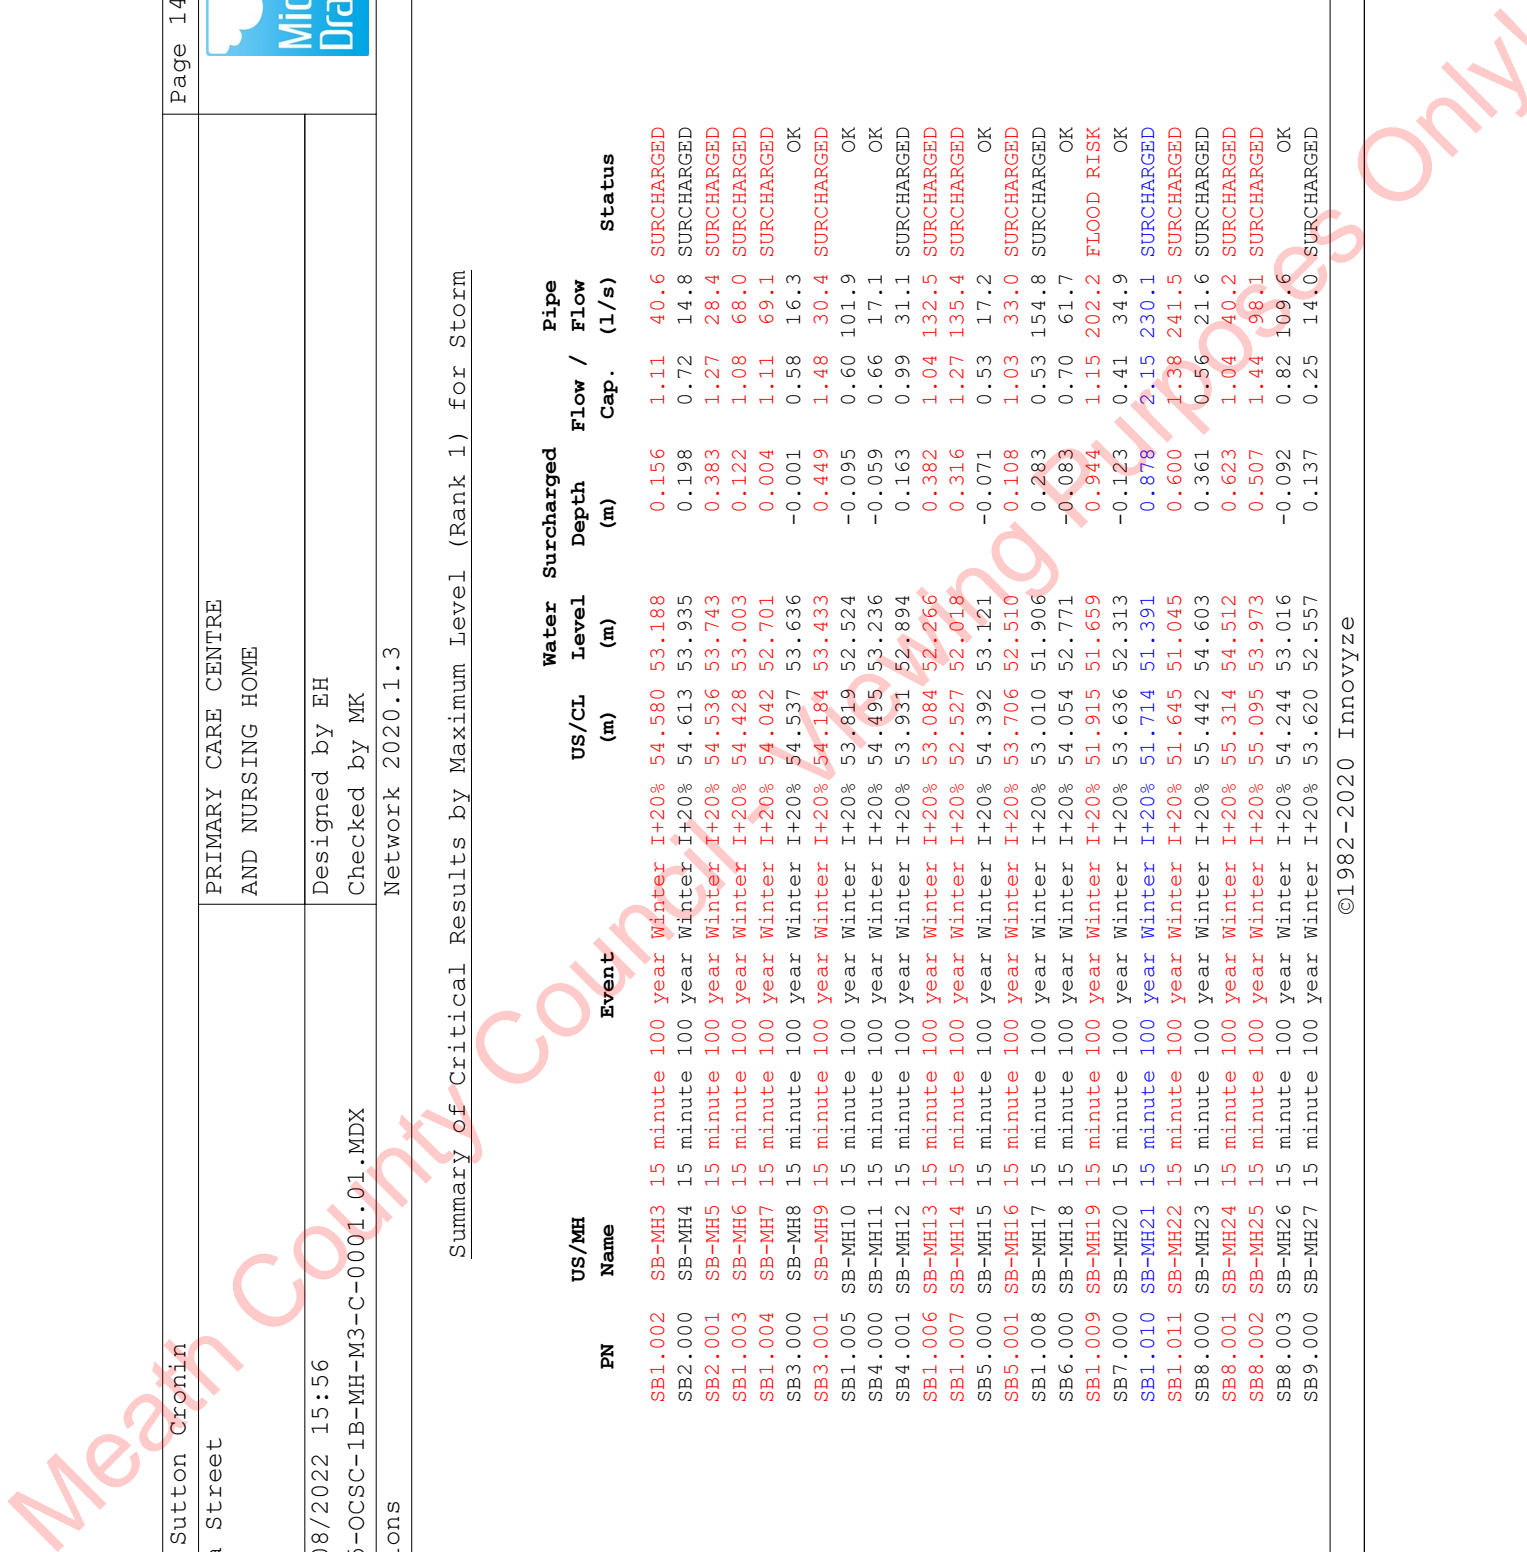 Sutton Cronin Page 14
Street PRIMARY CARE CENTRE
AND NURSING HOME
08/2022 15:56 Designed by EH
-OCSC-1B-MH-M3-C-0001.01.MDX Checked by MK
Network 2020.1.3
Summary of Critical Results by Maximum Level (Rank 1) for Storm
Water Surcharged Pipe
US/MH US/CL Level Depth Flow / Flow
PN Name Event (m) (m) (m) Cap. (l/s) Status
SB1.002 SB-MH3 15 minute 100 year Winter I+20% 54.580 53.188 0.156 1.11 40.6 SURCHARGED
SB2.000 SB-MH4 15 minute 100 year Winter I+20% 54.613 53.935 0.198 0.72 14.8 SURCHARGED
SB2.001 SB-MH5 15 minute 100 year Winter I+20% 54.536 53.743 0.383 1.27 28.4 SURCHARGED
SB1.003 SB-MH6 15 minute 100 year Winter I+20% 54.428 53.003 0.122 1.08 68.0 SURCHARGED
SB1.004 SB-MH7 15 minute 100 year Winter I+20% 54.042 52.701 0.004 1.11 69.1 SURCHARGED
SB3.000 SB-MH8 15 minute 100 year Winter I+20% 54.537 53.636 -0.001 0.58 16.3 OK
SB3.001 SB-MH9 15 minute 100 year Winter I+20% 54.184 53.433 0.449 1.48 30.4 SURCHARGED
SB1.005 SB-MH10 15 minute 100 year Winter I+20% 53.819 52.524 -0.095 0.60 101.9 OK
SB4.000 SB-MH11 15 minute 100 year Winter I+20% 54.495 53.236 -0.059 0.66 17.1 OK
SB4.001 SB-MH12 15 minute 100 year Winter I+20% 53.931 52.894 0.163 0.99 31.1 SURCHARGED
SB1.006 SB-MH13 15 minute 100 year Winter I+20% 53.084 52.266 0.382 1.04 132.5 SURCHARGED
SB1.007 SB-MH14 15 minute 100 year Winter I+20% 52.527 52.018 0.316 1.27 135.4 SURCHARGED
SB5.000 SB-MH15 15 minute 100 year Winter I+20% 54.392 53.121 -0.071 0.53 17.2 OK
SB5.001 SB-MH16 15 minute 100 year Winter I+20% 53.706 52.510 0.108 1.03 33.0 SURCHARGED
SB1.008 SB-MH17 15 minute 100 year Winter I+20% 53.010 51.906 0.283 0.53 154.8 SURCHARGED
SB6.000 SB-MH18 15 minute 100 year Winter I+20% 54.054 52.771 -0.083 0.70 61.7 OK
SB1.009 SB-MH19 15 minute 100 year Winter I+20% 51.915 51.659 0.944 1.15 202.2 FLOOD RISK
SB7.000 SB-MH20 15 minute 100 year Winter I+20% 53.636 52.313 -0.123 0.41 34.9 OK
SB1.010 SB-MH21 15 minute 100 year Winter I+20% 51.714 51.391 0.878 2.15 230.1 SURCHARGED
SB1.011 SB-MH22 15 minute 100 year Winter I+20% 51.645 51.045 0.600 1.38 241.5 SURCHARGED
SB8.000 SB-MH23 15 minute 100 year Winter I+20% 55.442 54.603 0.361 0.56 21.6 SURCHARGED
SB8.001 SB-MH24 15 minute 100 year Winter I+20% 55.314 54.512 0.623 1.04 40.2 SURCHARGED
SB8.002 SB-MH25 15 minute 100 year Winter I+20% 55.095 53.973 0.507 1.44 98.1 SURCHARGED
SB8.003 SB-MH26 15 minute 100 year Winter I+20% 54.244 53.016 -0.092 0.82 109.6 OK
SB9.000 SB-MH27 15 minute 100 year Winter I+20% 53.620 52.557 0.137 0.25 14.0 SURCHARGED
©1982-2020 Innovyze
Meath County Council - Viewing Purposes Only!